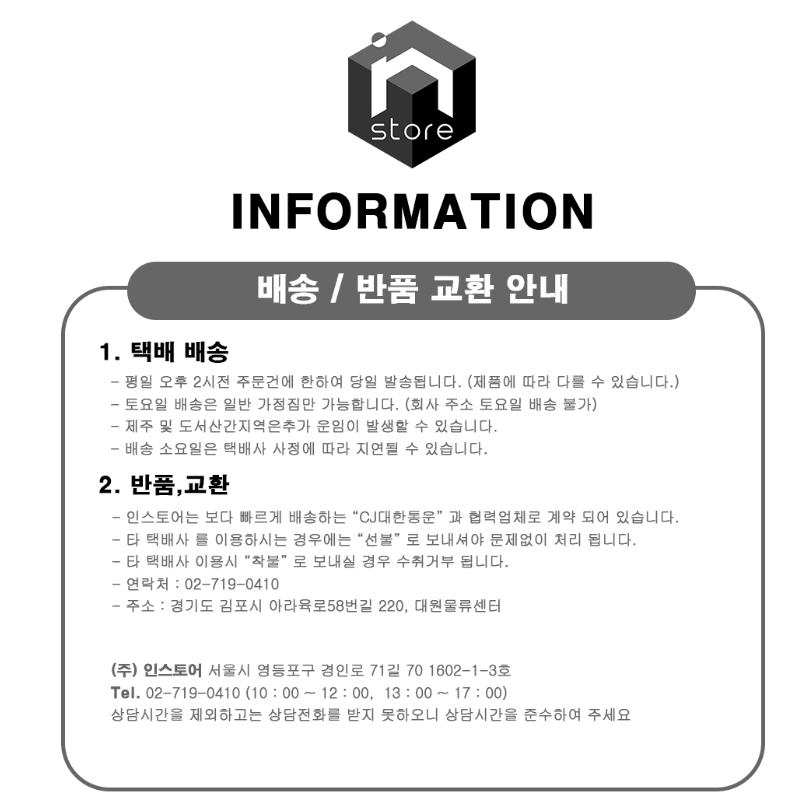 in
store
INFORMATION
배송 / 반품 교환 안내
1. 택배 배송
- 평일 오후 2시전 주문건에 한하여 당일 발송됩니다. (제품에 따라 다를 수 있습니다.)
- 토요일 배송은 일반 가정짐만 가능합니다. (회사 주소 토요일 배송 불가)
- 제주 및 도서산간지역은추가 운임이 발생할 수 있습니다.
- 배송 소요일은 택배사 사정에 따라 지연될 수 있습니다.
2. 반품,교환
- 인스토어는 보다 빠르게 배송하는 “CJ대한통운” 과 협력업체로 계약 되어 있습니다.
- 타 택배사 를 이용하시는 경우에는 “선불” 로 보내셔야 문제없이 처리 됩니다.
- 타 택배사 이용시 “착불” 로 보내실 경우 수취거부 됩니다.
- 연락처 : 02-719-0410
- 주소 : 경기도 김포시 아라육로58번길 220, 대원물류센터
(주) 인스토어 서울시 영등포구 경인로 71길 70 1602-1-3호
Tel. 02-719-0410 (10 : 00 ~ 12 : 00, 13 : 00 ~ 17 : 00)
상담시간을 제외하고는 상담전화를 받지 못하오니 상담시간을 준수하여 주세요